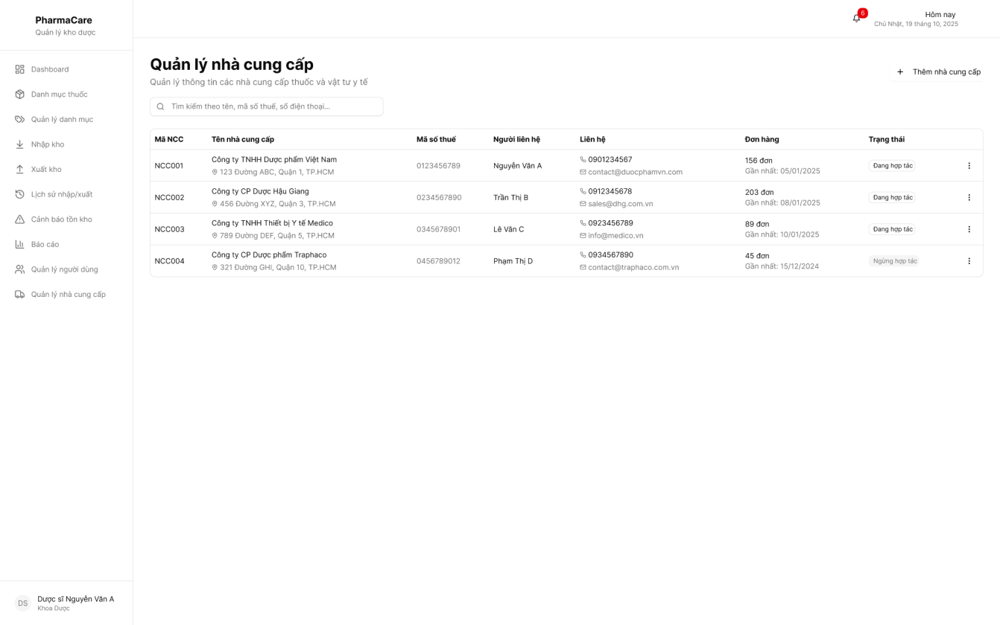 PharmaCare
Quản lý kho dược
6
Hôm nay
Chủ Nhật, 19 tháng 10, 2025
Dashboard
Danh mục thuốc
Quản lý danh mục
Nhập kho
Xuất kho
Lịch sử nhập/xuất
Cảnh báo tồn kho
Báo cáo
Quản lý người dùng
Quản lý nhà cung cấp
DS
Dược sĩ Nguyễn Văn A
Khoa Dược
Quản lý nhà cung cấp
Quản lý thông tin các nhà cung cấp thuốc và vật tư y tế
Thêm nhà cung cấp
Tìm kiếm theo tên, mã số thuế, số điện thoại...
Mã NCC Tên nhà cung cấp Mã số thuế Người liên hệ Liên hệ Đơn hàng Trạng thái
NCC001 Công ty TNHH Dược phẩm Việt Nam 0123456789 Nguyễn Văn A 0901234567 156 đơn Đang hợp tác
123 Đường ABC, Quận 1, TP.HCM contact@duocphamvn.com Gần nhất: 05/01/2025
NCC002 Công ty CP Dược Hậu Giang 0234567890 Trần Thị B 0912345678 203 đơn Đang hợp tác
456 Đường XYZ, Quận 3, TP.HCM sales@dhg.com.vn Gần nhất: 08/01/2025
NCC003 Công ty TNHH Thiết bị Y tế Medico 0345678901 Lê Văn C 0923456789 89 đơn Đang hợp tác
789 Đường DEF, Quận 5, TP.HCM info@medico.vn Gần nhất: 10/01/2025
NCC004 Công ty CP Dược phẩm Traphaco 0456789012 Phạm Thị D 0934567890 45 đơn Ngừng hợp tác
321 Đường GHI, Quận 10, TP.HCM contact@traphaco.com.vn Gần nhất: 15/12/2024